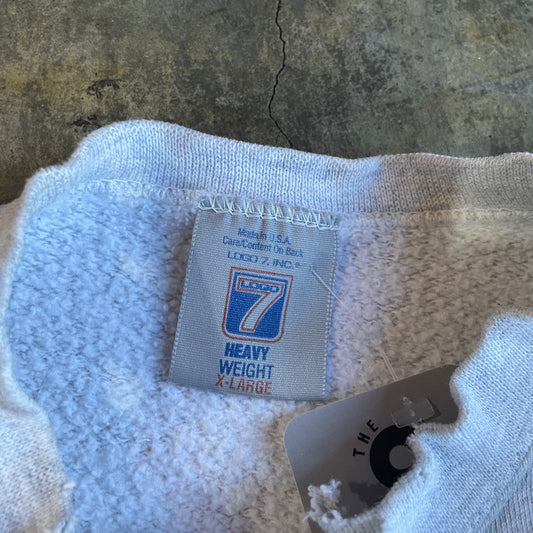 Made in U.S.A.
Care/Content On Back
LOGO 7, INC.®
LOGO
7
HEAVY
WEIGHT
X-LARGE
THE